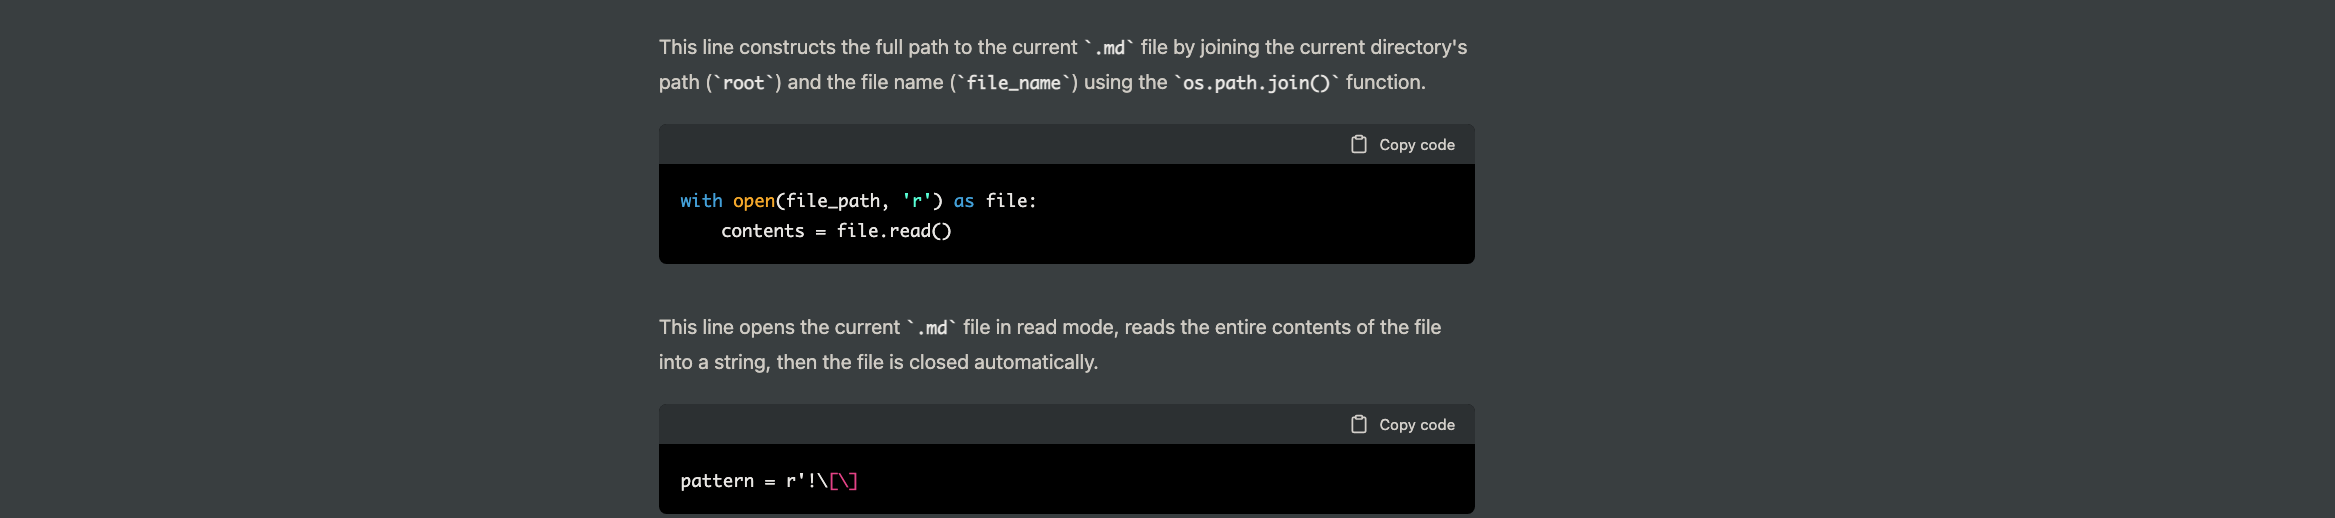 This line constructs the full path to the current `.md` file by joining the current directory's
path (`root`) and the file name (`file_name`) using the `os.path.join()` function.
Copy code
with open(file_path, 'r') as file:
    contents = file.read()
This line opens the current `.md` file in read mode, reads the entire contents of the file
into a string, then the file is closed automatically.
Copy code
pattern = r'!\[\]